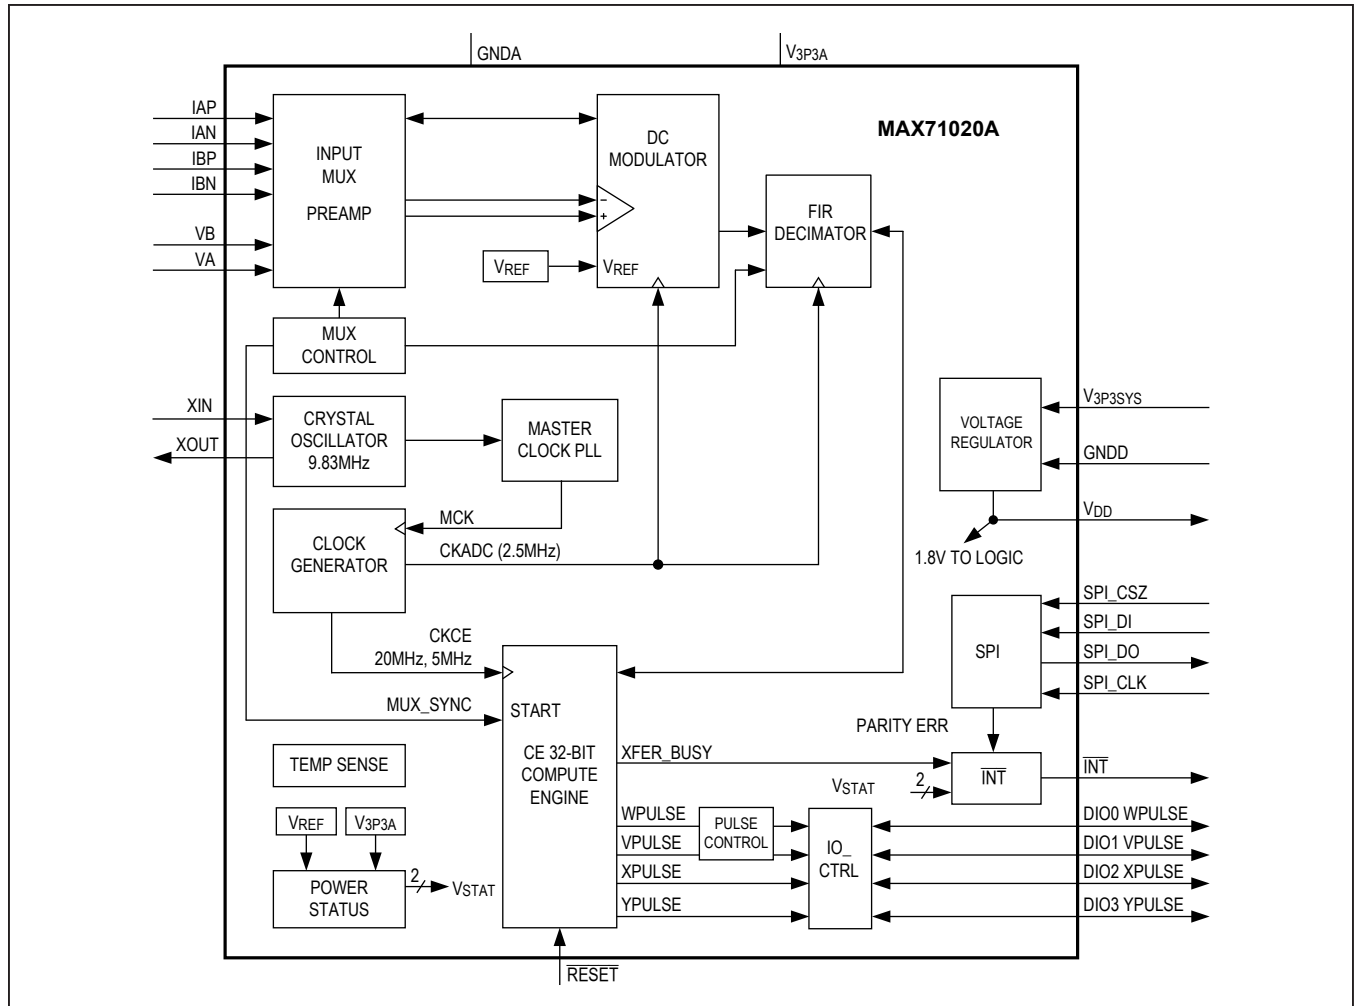 GNDA
V3P3A
MAX71020A
IAP
IAN
IBP
IBN
VB
VA
INPUT
MUX
PREAMP
DC
MODULATOR
−
+
VREF
VREF
FIR
DECIMATOR
MUX
CONTROL
XIN
XOUT
CRYSTAL
OSCILLATOR
9.83MHz
MASTER
CLOCK PLL
VOLTAGE
REGULATOR
V3P3SYS
GNDD
VDD
1.8V TO LOGIC
CLOCK
GENERATOR
MCK
CKADC (2.5MHz)
CKCE
20MHz, 5MHz
MUX_SYNC
START
CE 32-BIT
COMPUTE
ENGINE
SPI
SPI_CSZ
SPI_DI
SPI_DO
SPI_CLK
PARITY ERR
XFER_BUSY
VSTAT
2
INT
INT
TEMP SENSE
VREF
V3P3A
POWER
STATUS
2
VSTAT
WPULSE
VPULSE
XPULSE
YPULSE
PULSE
CONTROL
IO_
CTRL
DIO0 WPULSE
DIO1 VPULSE
DIO2 XPULSE
DIO3 YPULSE
RESET